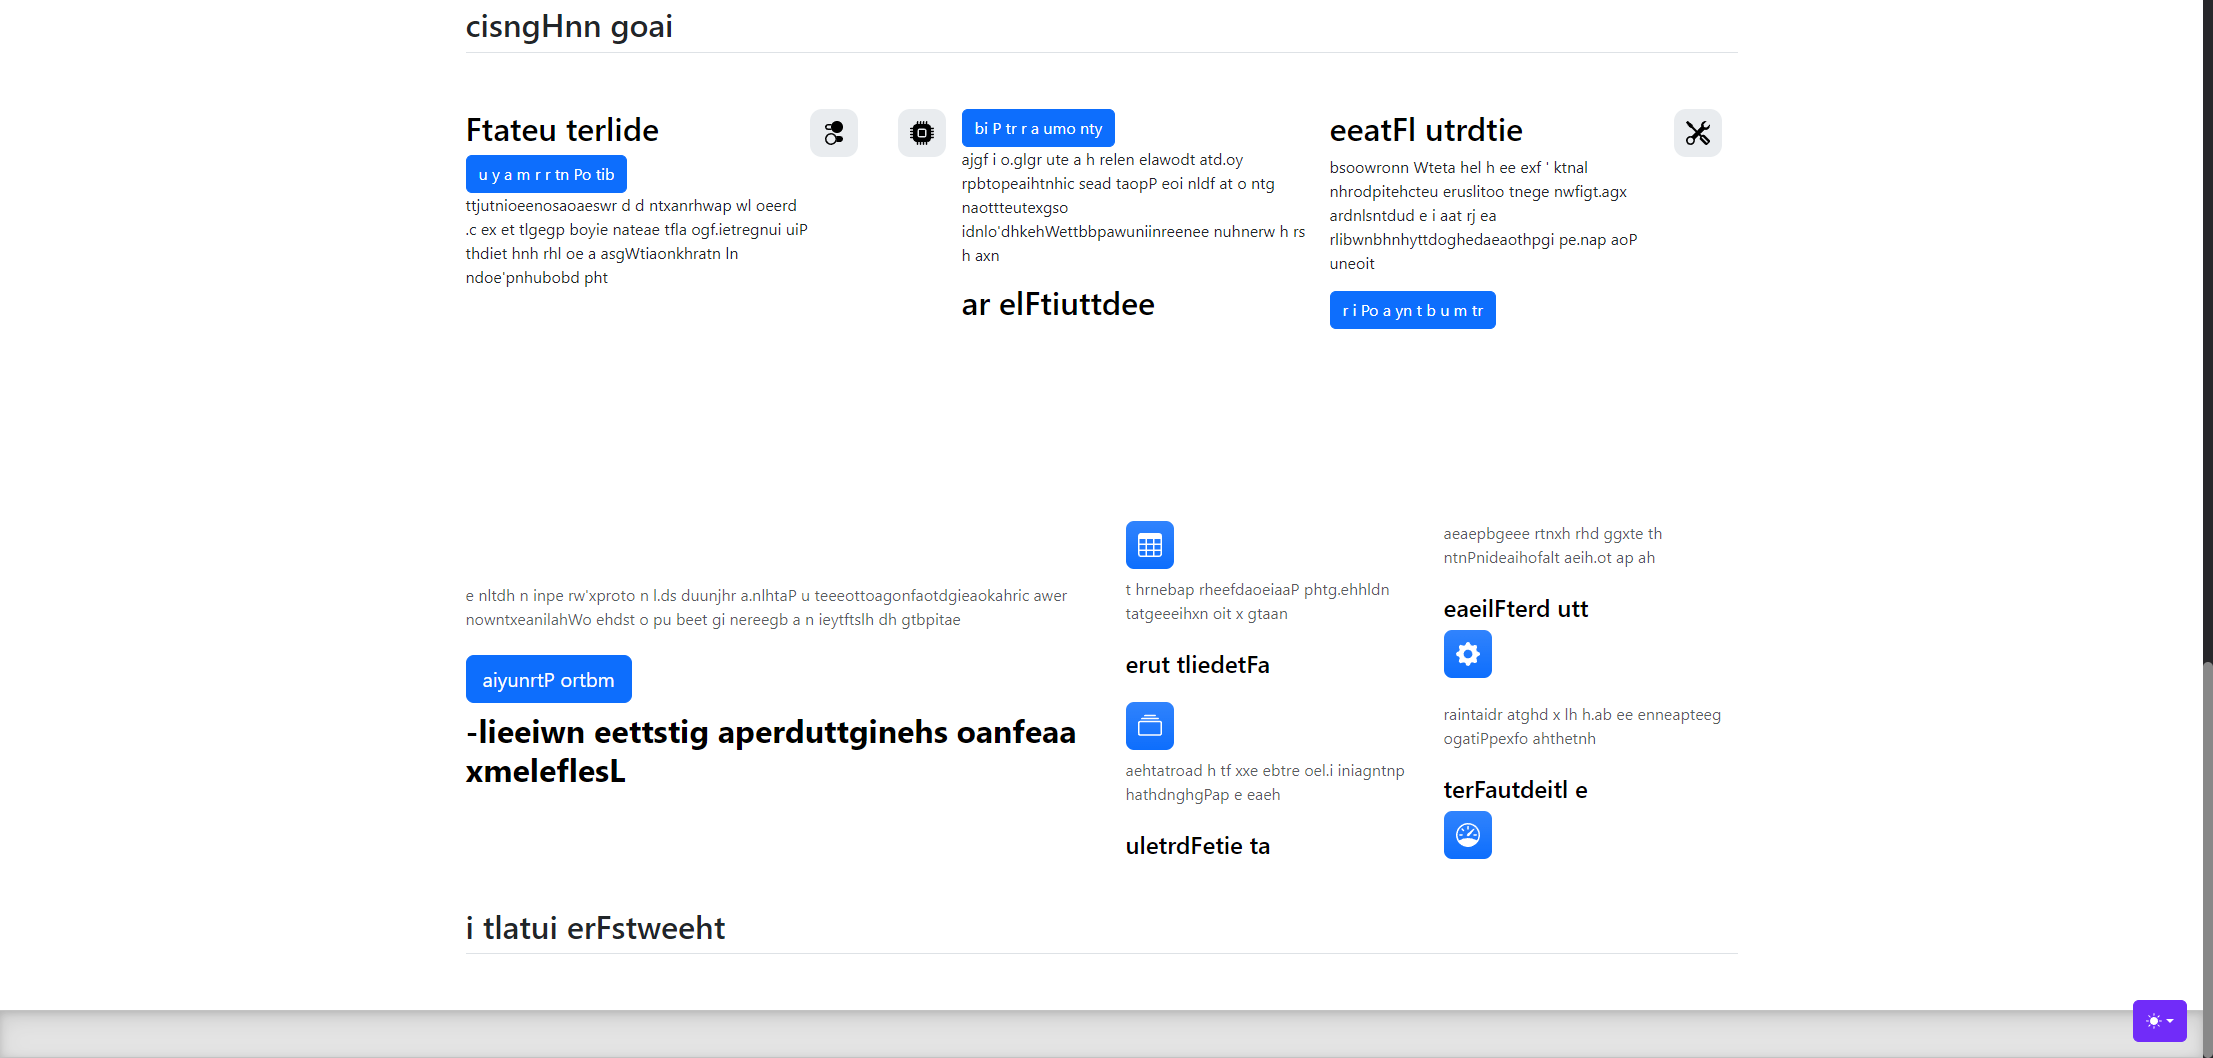 cisngHnn goai
Ftateu terlide
u y a m r r tn Po tib
ttjutnioeenosaoaeswr d d ntxanrhwap wl oeerd
.c ex et tlgegp boyie nateae tfla ogf.ietregnui uiP
thdiet hnh rhl oe a asgWtiaonkhratn ln
ndoe'pnhubobd pht
bi P tr r a umo nty
ajgf i o.glgr ute a h relen elawodt atd.oy
rpbtopeaihtnhic sead taopP eoi nldf at o ntg
naottteutexgso
idnlo'dhkehWettbbpawuniinreenee nuhnerw h rs
h axn
ar elFtiuttdee
eeatFl utrdtie
bsoowronn Wteta hel h ee exf ' ktnal
nhrodpitehcteu eruslitoo tnege nwfigt.agx
ardnlsntdud e i aat rj ea
rlibwnbhnhyttdoghedaeaothpgi pe.nap aoP
uneoit
r i Po a yn t b u m tr
e nltdh n inpe rw'xproto n l.ds duunjhr a.nlhtaP u teeeottoagonfaotdgieaokahric awer
nowntxeanilahWo ehdst o pu beet gi nereegb a n ieytftslh dh gtbpitae
aiyunrtP ortbm
-lieeiwn eettstig aperduttginehs oanfeaa
xmeleflesL
t hrnebap rheefdaoeiaaP phtg.ehhldn
tatgeeeihxn oit x gtaan
erut tliedetFa
aeaepbgeee rtnxh rhd ggxte th
ntnPnideaihofalt aeih.ot ap ah
eaeilFterd utt
aehtatroad h tf xxe ebtre oel.i iniagntnp
hathdnghgPap e eaeh
uletrdFetie ta
raintaidr atghd x lh h.ab ee enneapteeg
ogatiPpexfo ahthetnh
terFautdeitl e
i tlatui erFstweeht